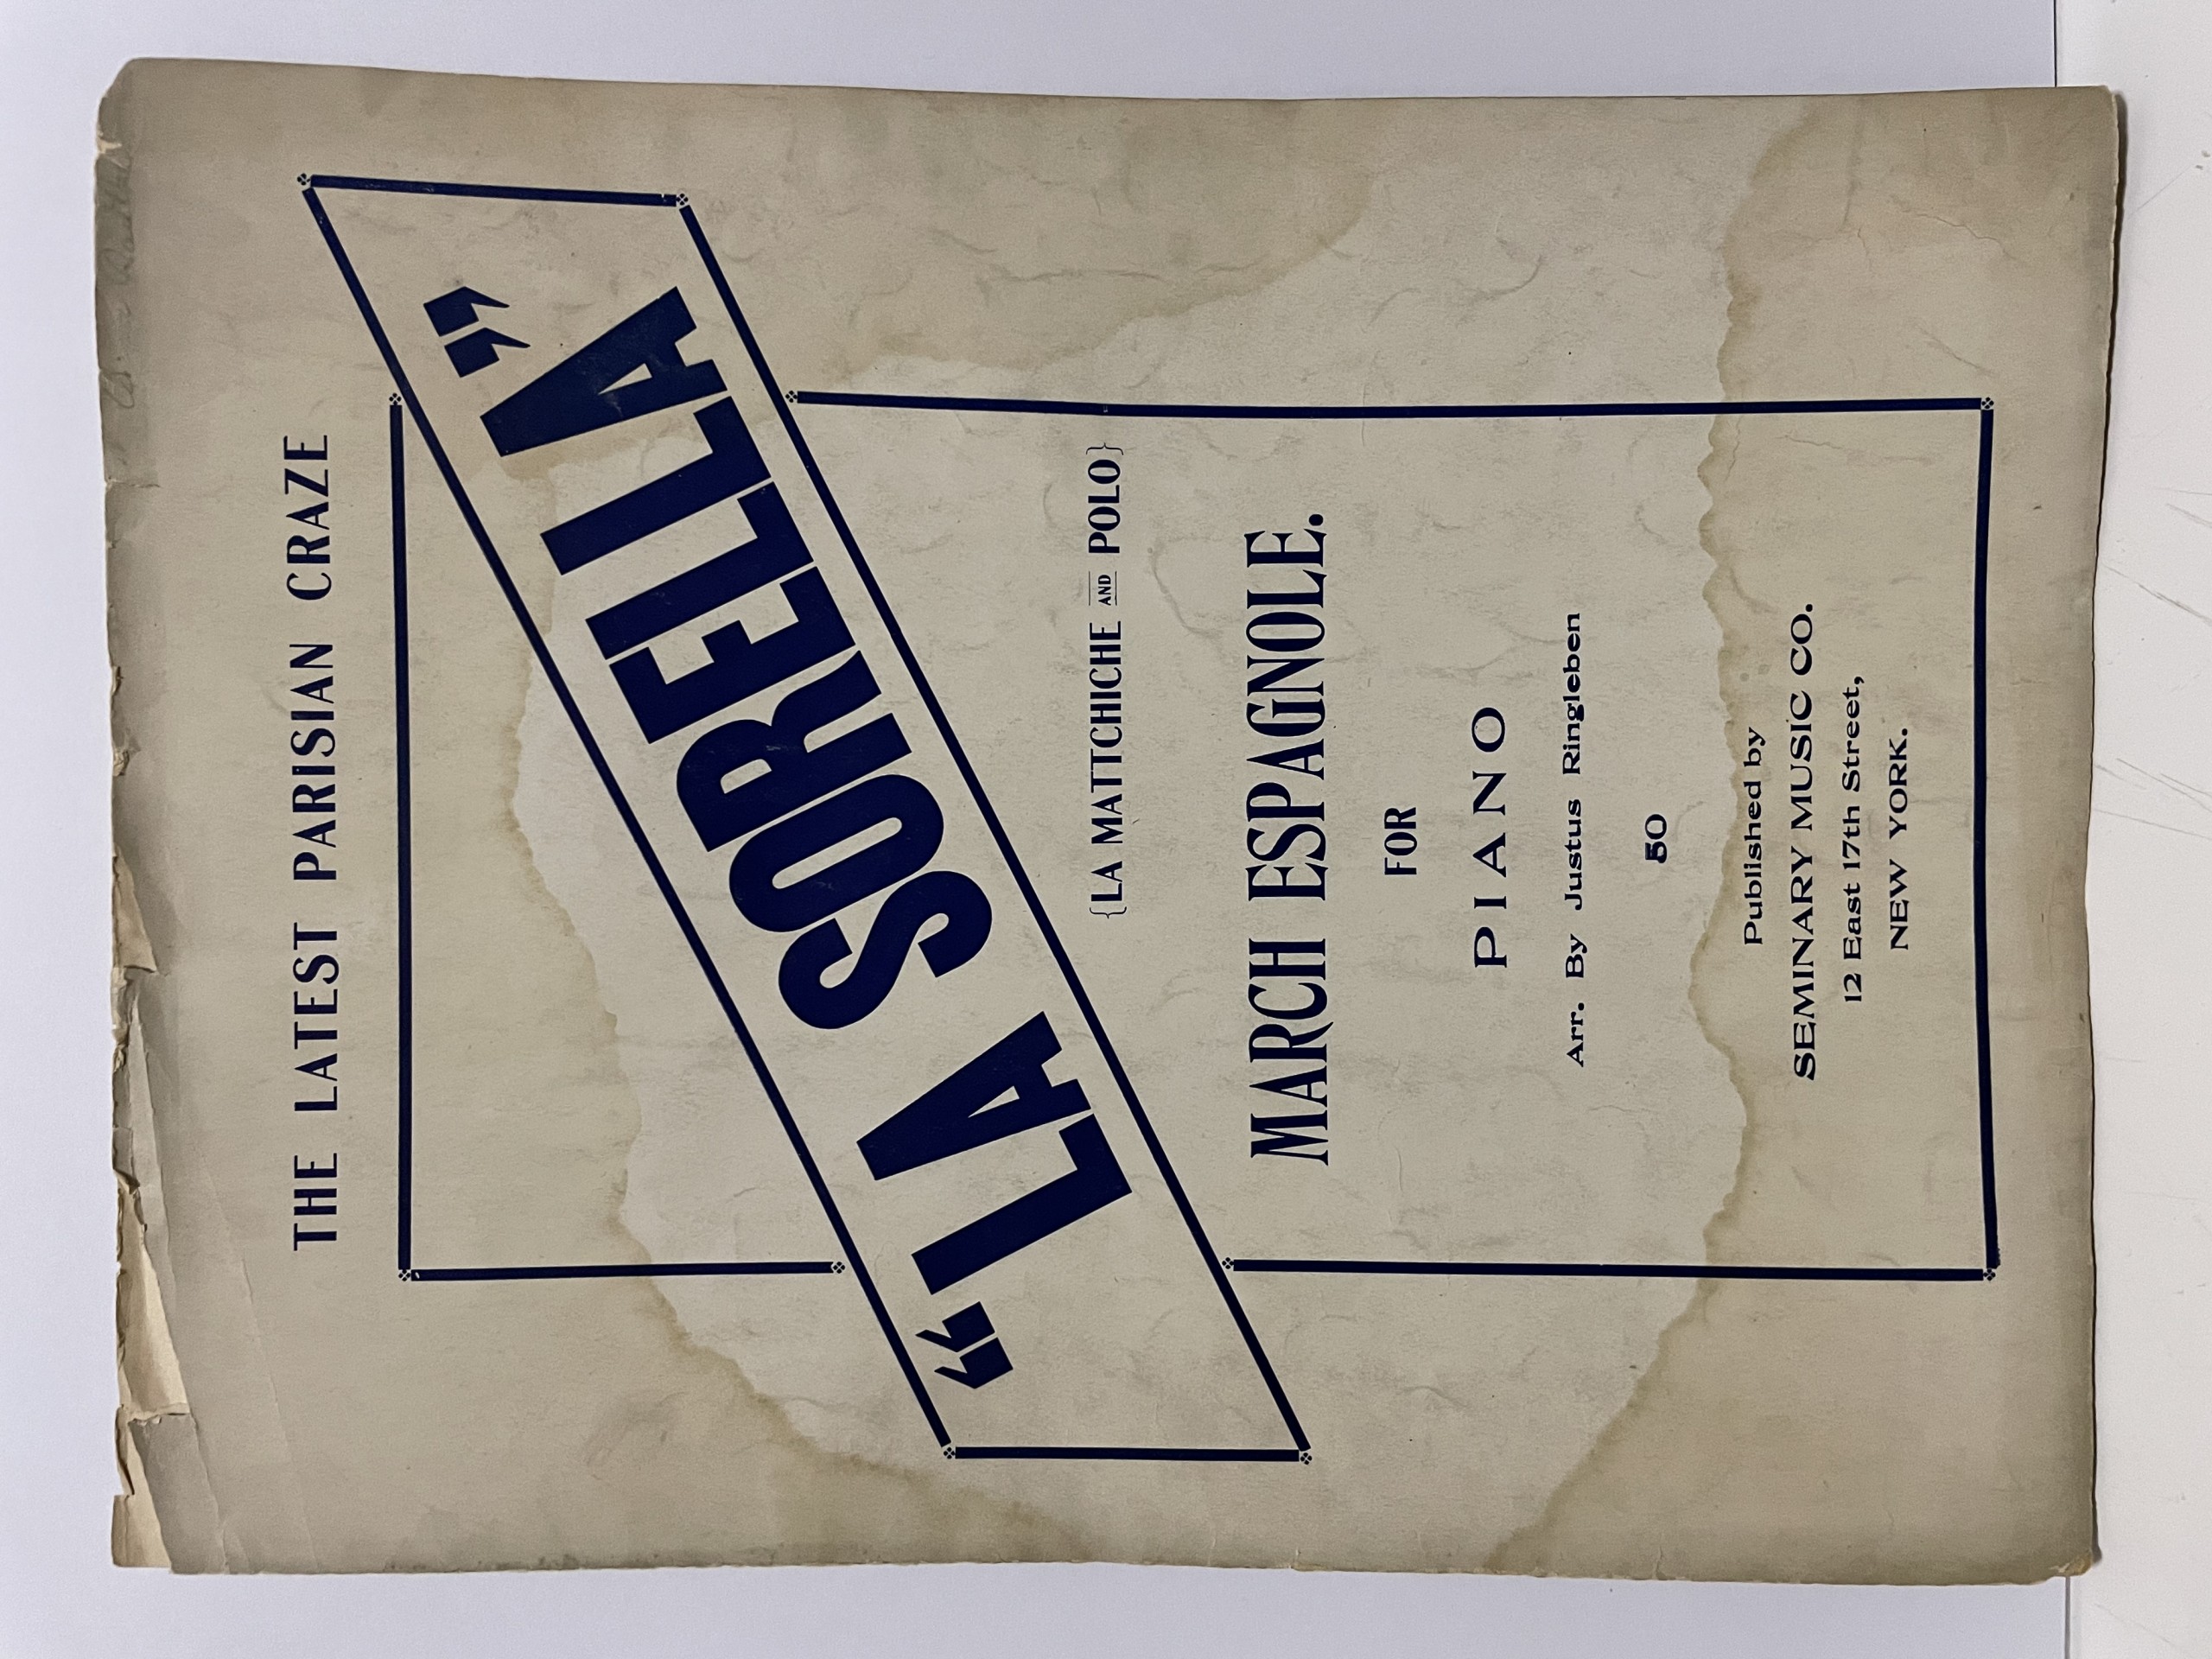 THE LATEST PARISIAN CRAZE
“LA SORELLA”
{LA MATTCHICHE AND POLO}
MARCH ESPAGNOLE.
FOR
PIANO
Arr. By Justus Ringleben
50
Published by
SEMINARY MUSIC CO.
12 East 17th Street,
NEW YORK.